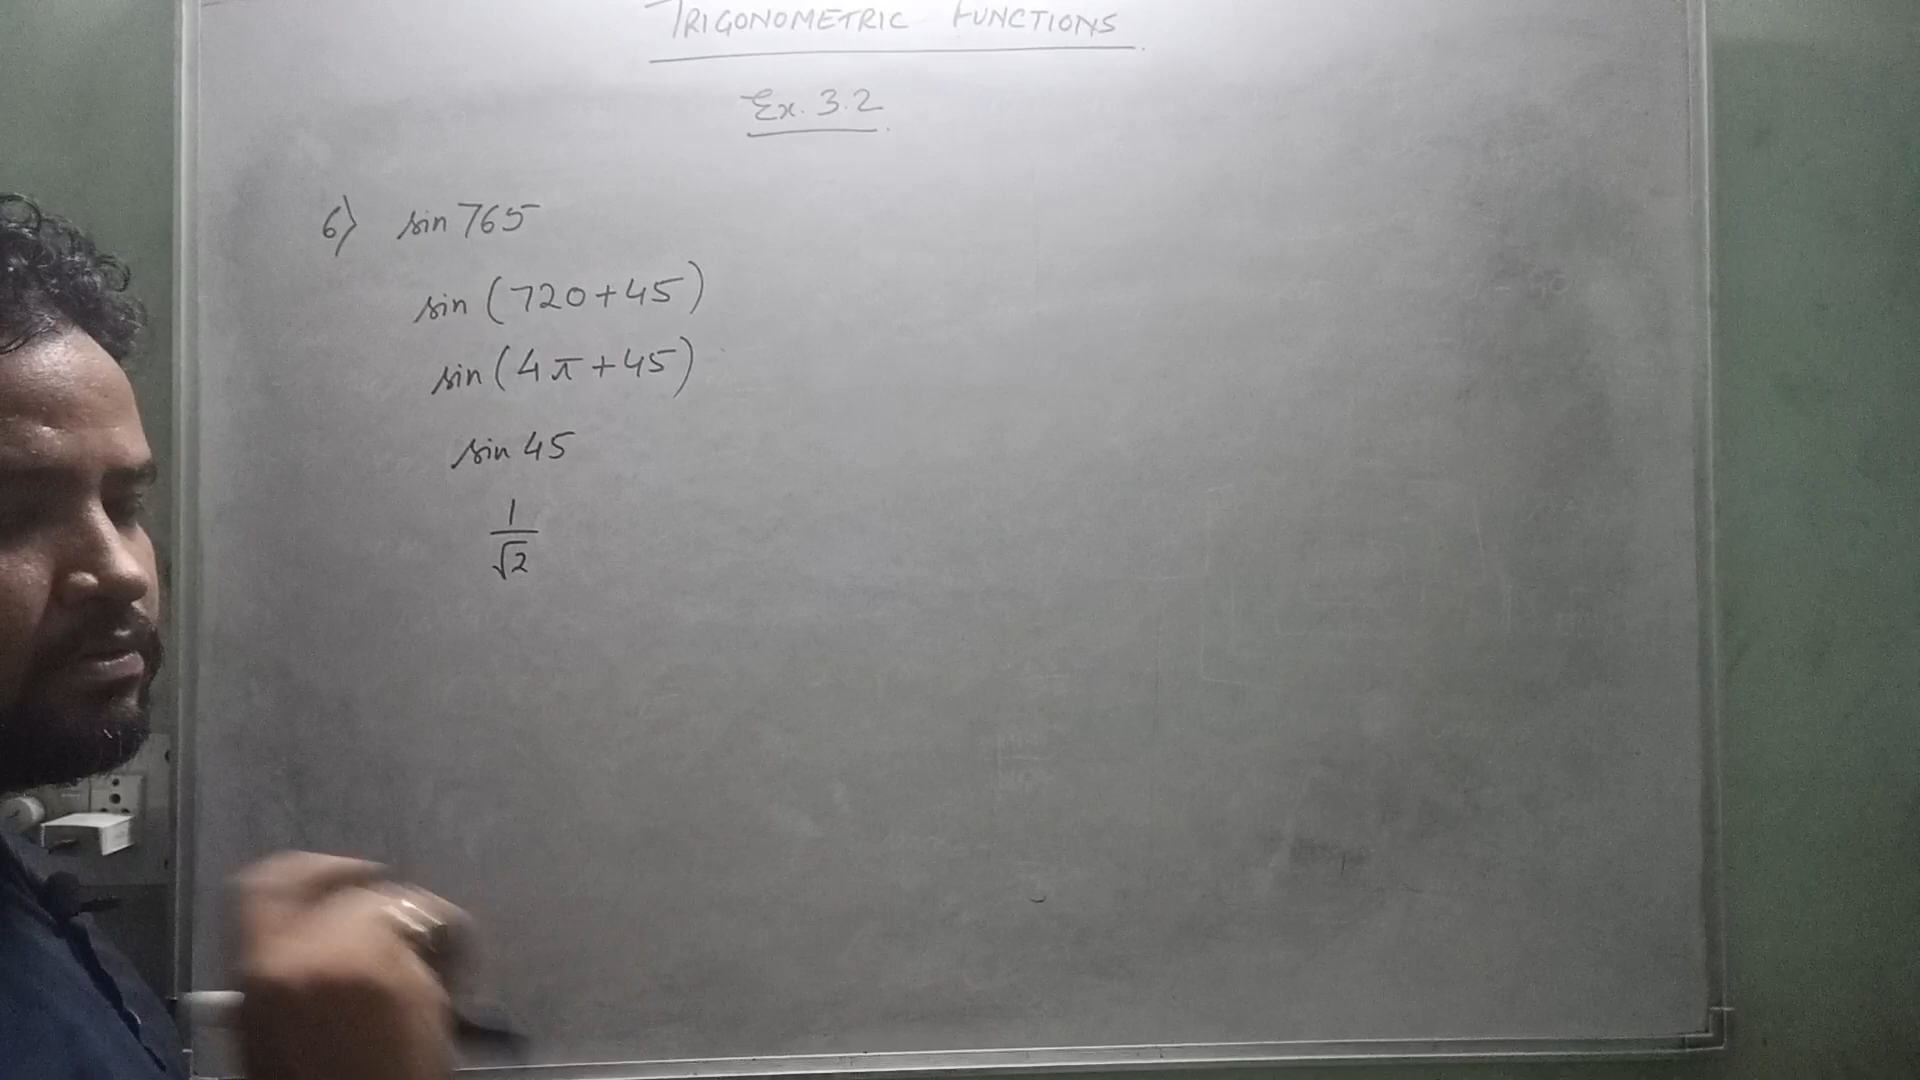 TRIGONOMETRIC FUNCTIONS
Ex. 3.2
6) sin 765
sin (720+45)
sin (4π+45)
sin 45
1
√2